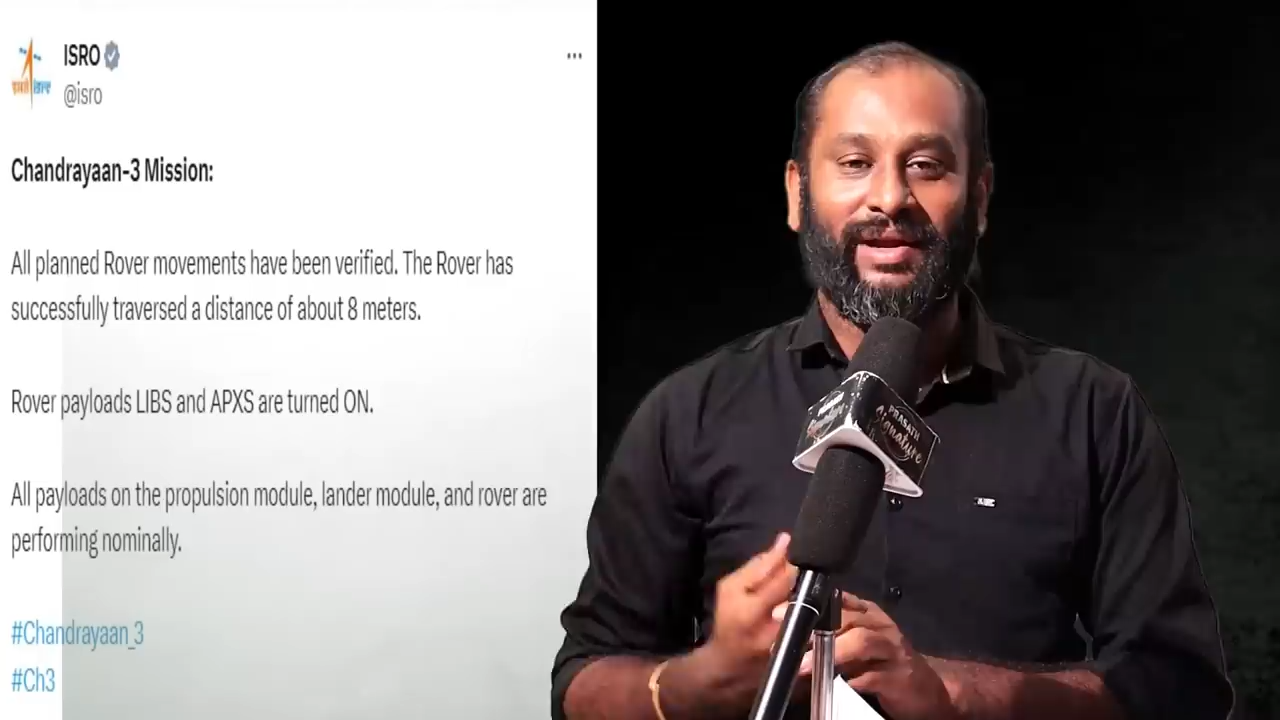 ISRO
@isro
Chandrayaan-3 Mission:
All planned Rover movements have been verified. The Rover has
successfully traversed a distance of about 8 meters.
Rover payloads LIBS and APXS are turned ON.
All payloads on the propulsion module, lander module, and rover are
performing nominally.
#Chandrayaan_3
#Ch3
PRASATH
Signature